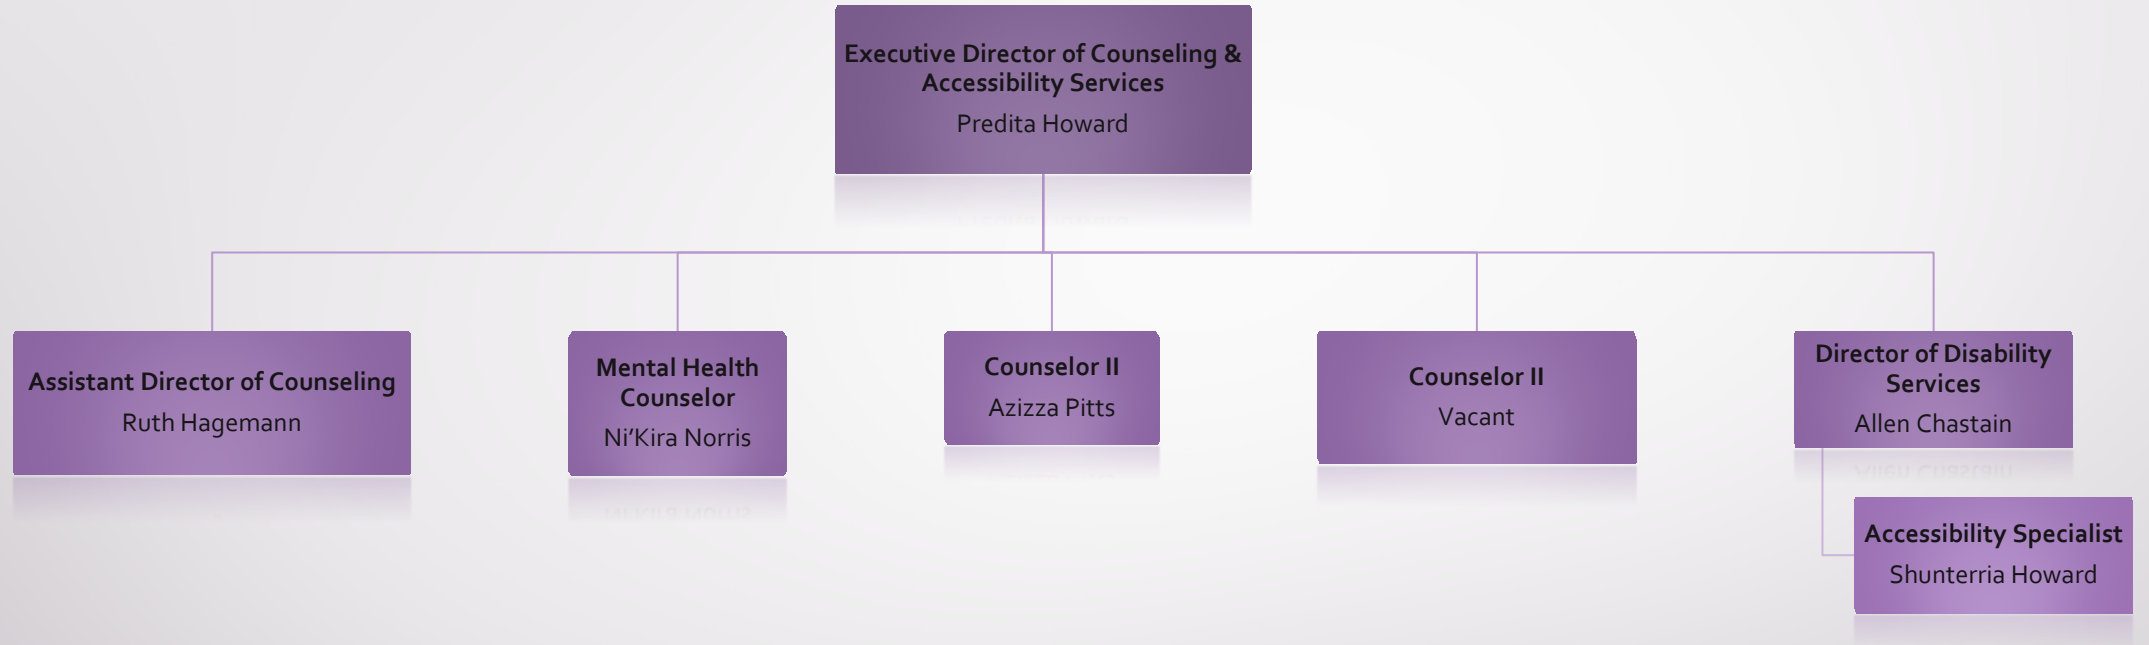 Executive Director of Counseling &
Accessibility Services
Predita Howard
Assistant Director of Counseling
Ruth Hagemann
Mental Health
Counselor
Ni’Kira Norris
Counselor II
Azizza Pitts
Counselor II
Vacant
Director of Disability
Services
Allen Chastain
Accessibility Specialist
Shunterria Howard